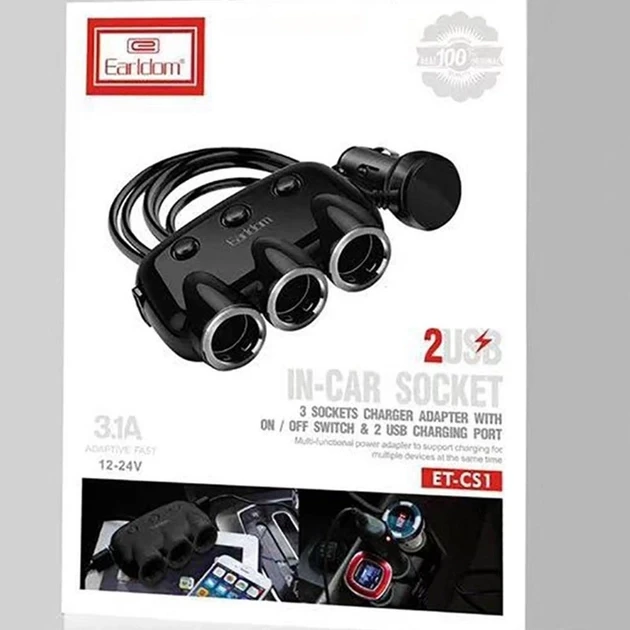 Earldom
REAL 100% ORIGINAL
Earldom
2USB
IN-CAR SOCKET
3 SOCKETS CHARGER ADAPTER WITH
ON / OFF SWITCH & 2 USB CHARGING PORT
Multi-functional power adapter to support charging for
multiple devices at the same time
3.1A
ADAPTIVE FAST
12-24V
ET-CS1